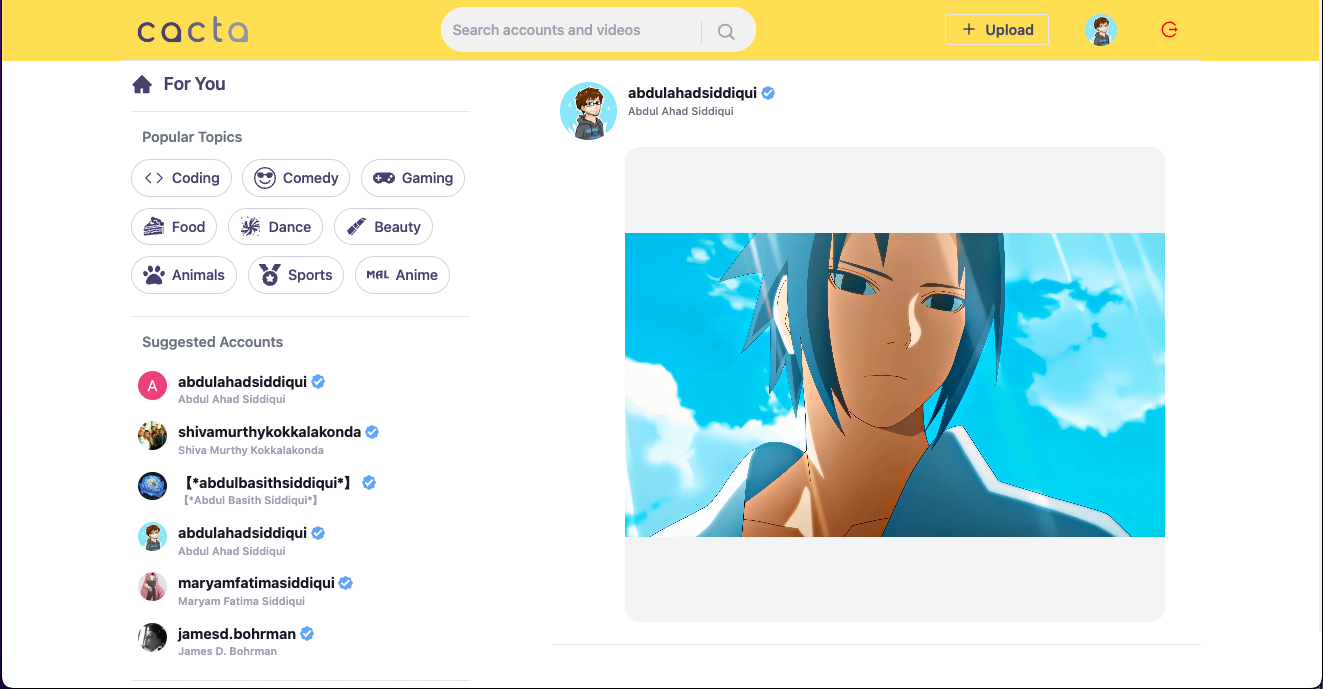 cacta
Search accounts and videos
Upload
For You
Popular Topics
Coding
Comedy
Gaming
Food
Dance
Beauty
Animals
Sports
MAL Anime
Suggested Accounts
A
abdulahadsiddiqui
Abdul Ahad Siddiqui
shivamurthykokkalakonda
Shiva Murthy Kokkalakonda
【*abdulbasithsiddiqui*】
【*Abdul Basith Siddiqui*】
abdulahadsiddiqui
Abdul Ahad Siddiqui
maryamfatimasiddiqui
Maryam Fatima Siddiqui
jamesd.bohrman
James D. Bohrman
abdulahadsiddiqui
Abdul Ahad Siddiqui